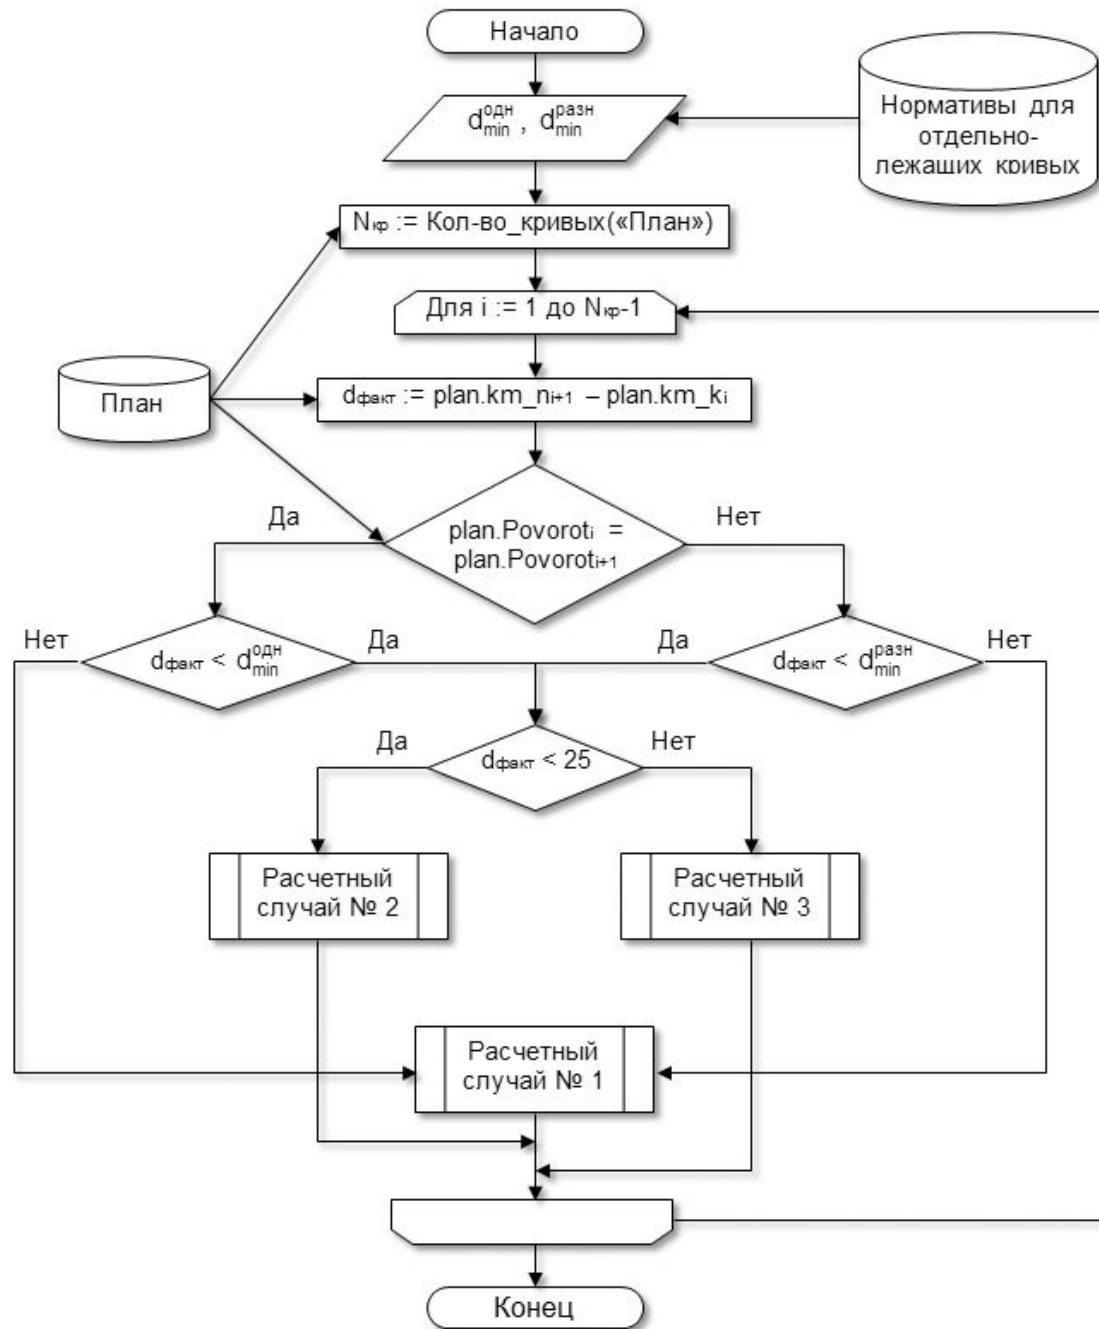 Начало
Нормативы для
отдельно-
лежащих кривых
d_min^одн , d_min^разн
Nкр := Кол-во_кривых(«План»)
Для i := 1 до Nкр-1
План
dфакт := plan.km_ni+1 – plan.km_ki
Да
Нет
plan.Povoroti =
plan.Povoroti+1
Нет
dфакт < d_min^одн
Да
Да
dфакт < d_min^разн
Нет
Да
dфакт < 25
Нет
Расчетный
случай № 2
Расчетный
случай № 3
Расчетный
случай № 1
Конец